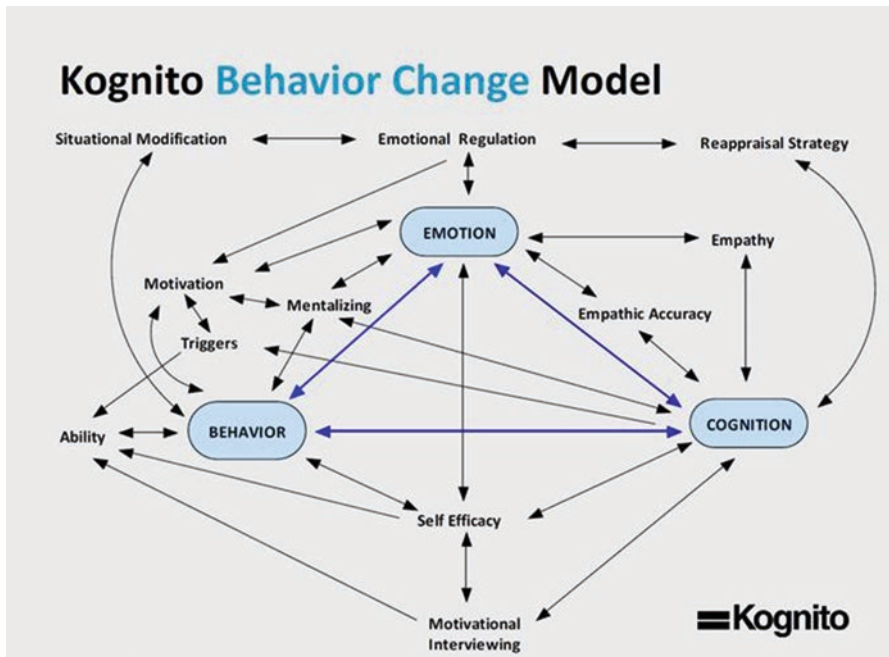 Kognito Behavior Change Model
Situational Modification
Emotional Regulation
Reappraisal Strategy
EMOTION
Empathy
Motivation
Mentalizing
Empathic Accuracy
Triggers
BEHAVIOR
COGNITION
Ability
Self Efficacy
Motivational
Interviewing
Kognito